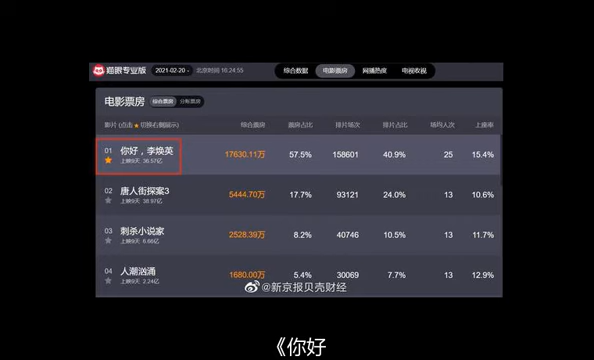 猫眼专业版 2021-02-20 北京时间 16:24:55 综合数据 电影票房 网播热度 电视收视
电影票房 综合票房 分账票房
影片 (点击★切换右侧展示) 综合票房 票房占比 排片场次 排片占比 场均人次 上座率
01 你好，李焕英 17630.11万 57.5% 158601 40.9% 25 15.4%
★ 上映9天 36.57亿
02 唐人街探案3 5444.70万 17.7% 93121 24.0% 13 10.6%
★ 上映9天 38.97亿
03 刺杀小说家 2528.39万 8.2% 40746 10.5% 13 11.7%
★ 上映9天 6.66亿
04 人潮汹涌 1680.00万 5.4% 30069 7.7% 13 12.9%
★ 上映9天 2.24亿
@新京报贝壳财经
《你好